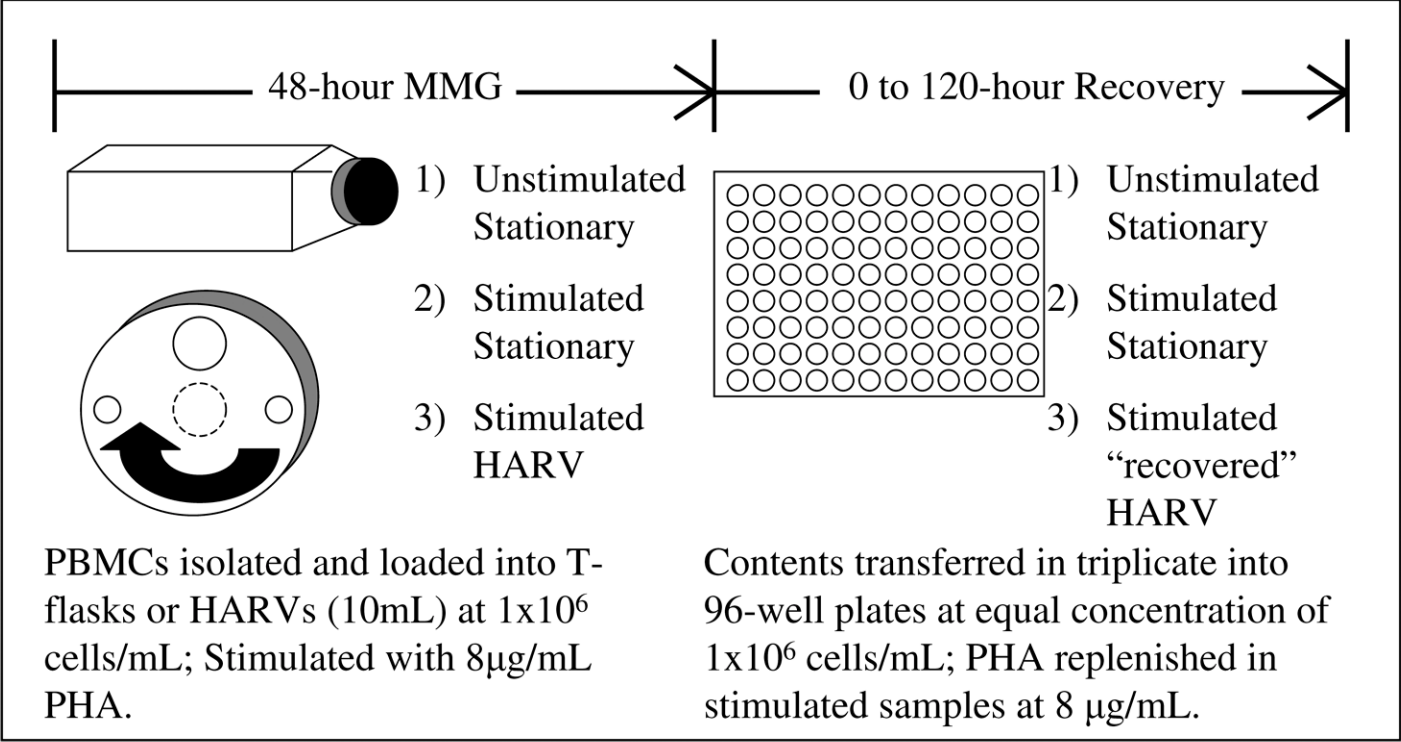 48-hour MMG
0 to 120-hour Recovery
1) Unstimulated
Stationary
2) Stimulated
Stationary
3) Stimulated
HARV
1) Unstimulated
Stationary
2) Stimulated
Stationary
3) Stimulated
“recovered”
HARV
PBMCs isolated and loaded into T-
flasks or HARVs (10mL) at 1x10⁶
cells/mL; Stimulated with 8μg/mL
PHA.
Contents transferred in triplicate into
96-well plates at equal concentration of
1x10⁶ cells/mL; PHA replenished in
stimulated samples at 8 μg/mL.